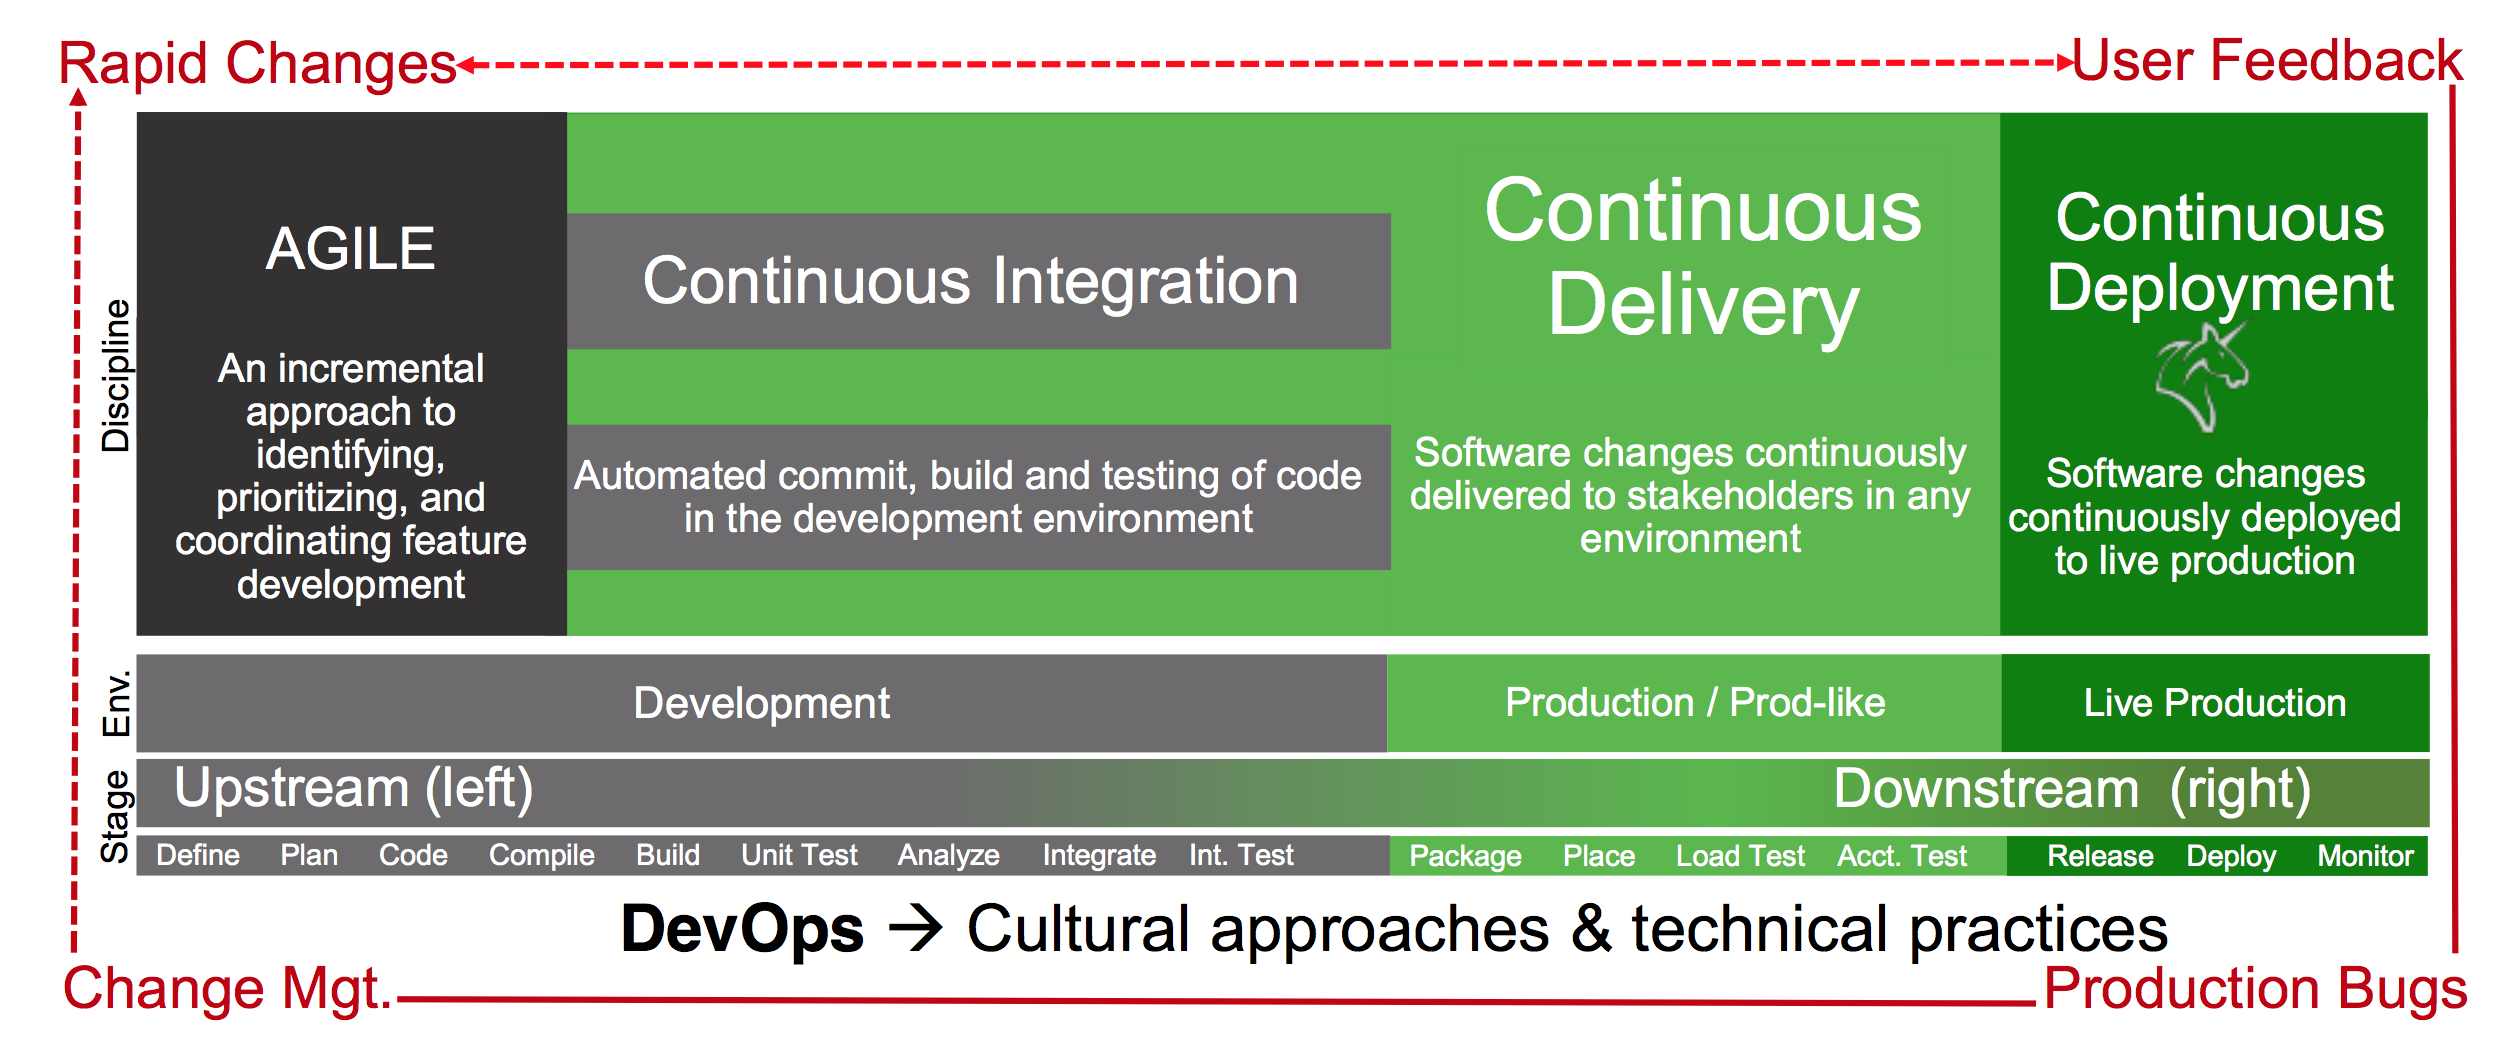 Rapid Changes
User Feedback
Discipline
AGILE
An incremental
approach to
identifying,
prioritizing, and
coordinating feature
development
Continuous Integration
Automated commit, build and testing of code
in the development environment
Continuous
Delivery
Software changes continuously
delivered to stakeholders in any
environment
Continuous
Deployment
Software changes
continuously deployed
to live production
Env.
Development
Production / Prod-like
Live Production
Stage
Upstream (left)
Downstream (right)
Define Plan Code Compile Build Unit Test Analyze Integrate Int. Test Package Place Load Test Acct. Test Release Deploy Monitor
DevOps → Cultural approaches & technical practices
Change Mgt.
Production Bugs